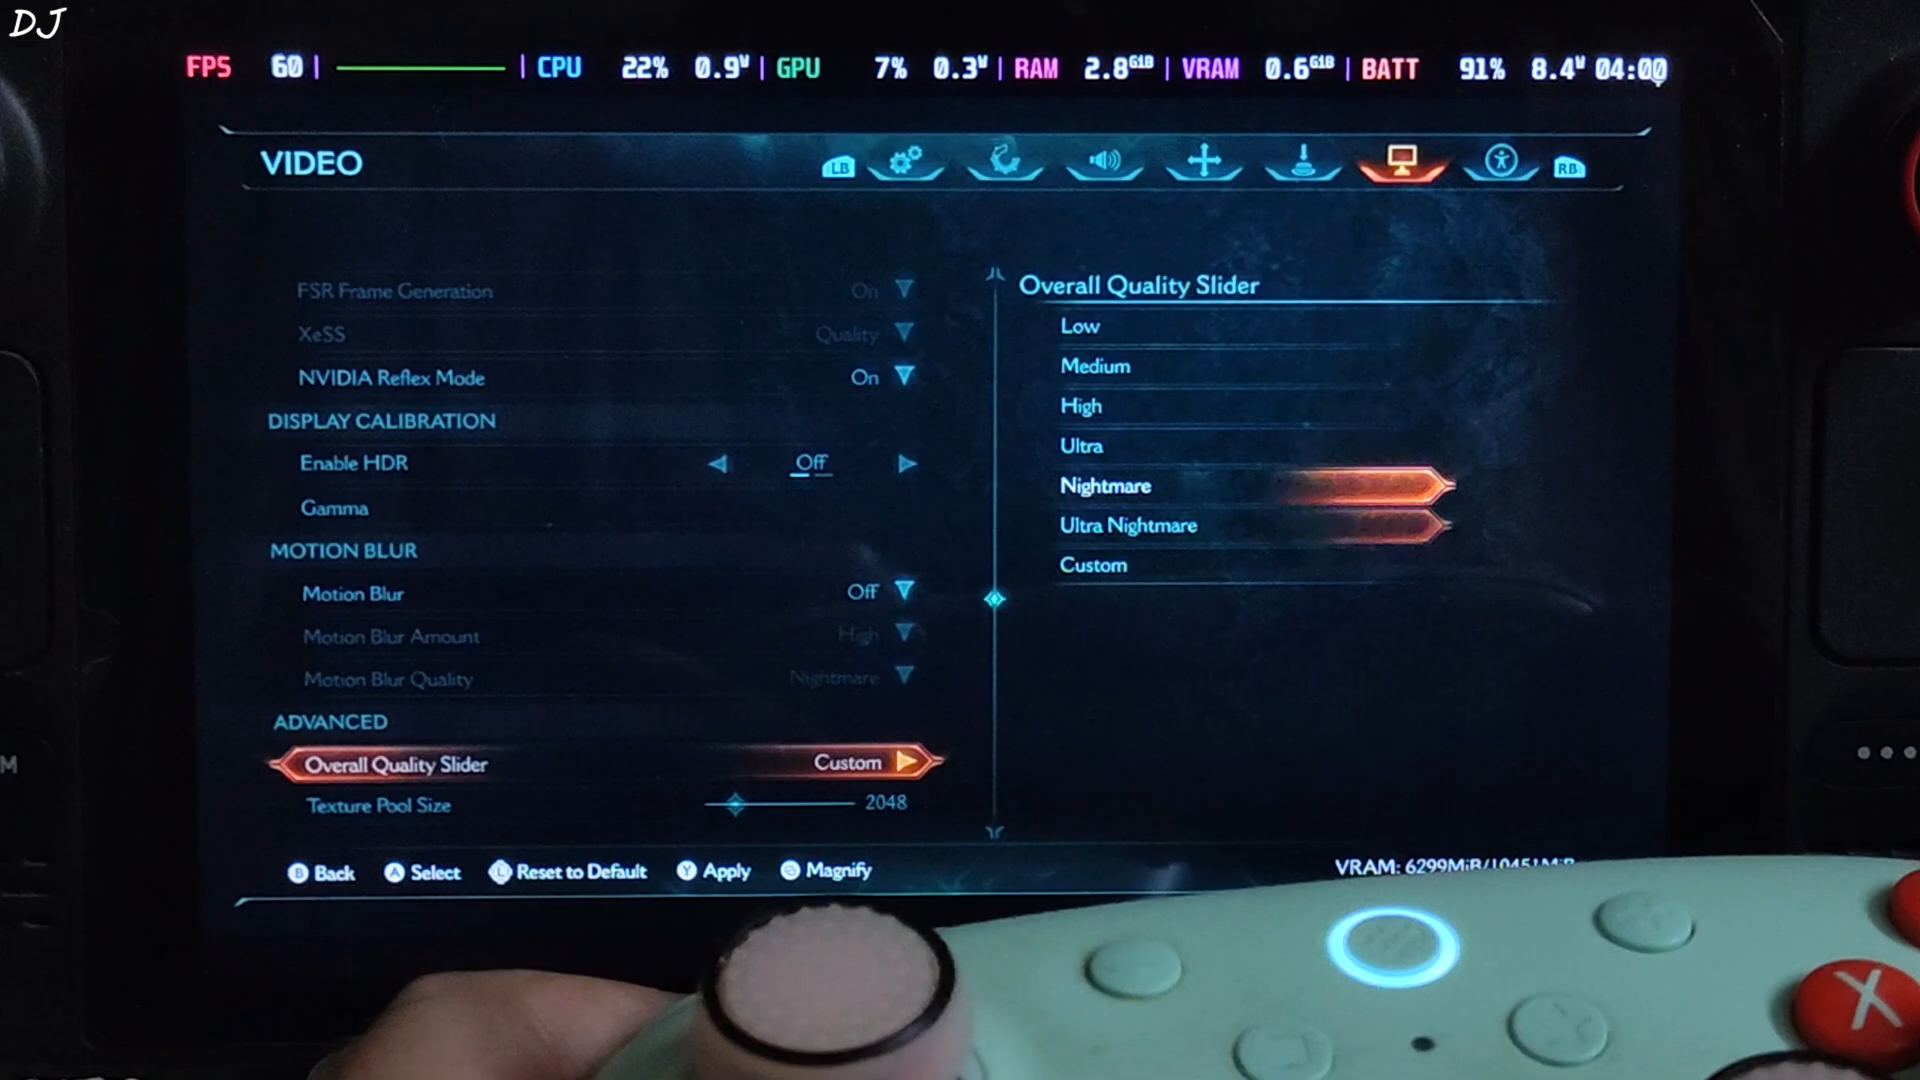 DJ
FPS 60 | | CPU 22% 0.9W | GPU 7% 0.3W | RAM 2.8GiB | VRAM 0.6GiB | BATT 91% 8.4W 04:00
VIDEO LB RB
FSR Frame Generation On
XeSS Quality
NVIDIA Reflex Mode On
DISPLAY CALIBRATION
Enable HDR Off
Gamma
MOTION BLUR
Motion Blur Off
Motion Blur Amount High
Motion Blur Quality Nightmare
ADVANCED
Overall Quality Slider Custom
Texture Pool Size 2048
Overall Quality Slider
Low
Medium
High
Ultra
Nightmare
Ultra Nightmare
Custom
B Back A Select Reset to Default Y Apply Magnify
VRAM: 6299MiB/10451MiB
M
X